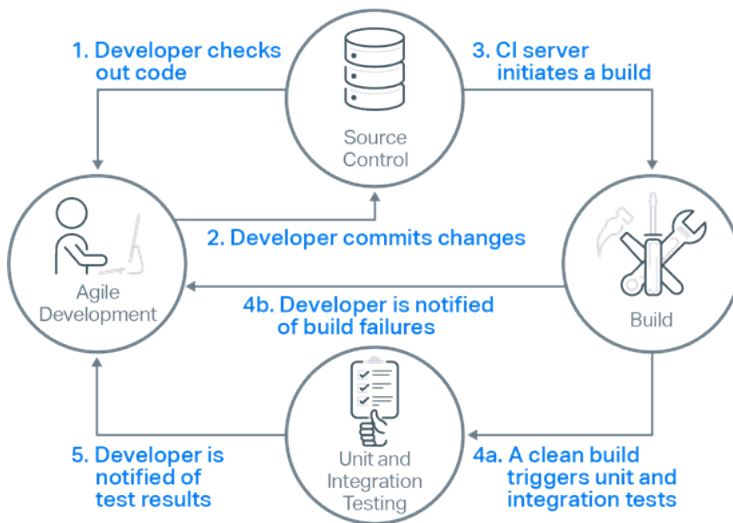 1. Developer checks
out code
3. CI server
initiates a build
Source
Control
2. Developer commits changes
Agile
Development
4b. Developer is notified
of build failures
Build
5. Developer is
notified of
test results
Unit and
Integration
Testing
4a. A clean build
triggers unit and
integration tests